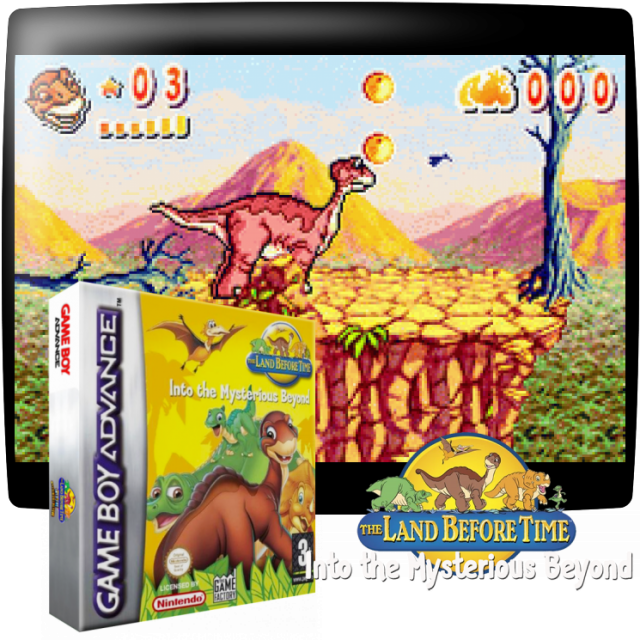 03
000
GAME BOY
ADVANCE
GAME BOY ADVANCE™
THE LAND BEFORE TIME
Into the Mysterious Beyond
3
LICENSED BY
Nintendo
GAME
FACTORY
THE LAND BEFORE TIME
Into the Mysterious Beyond